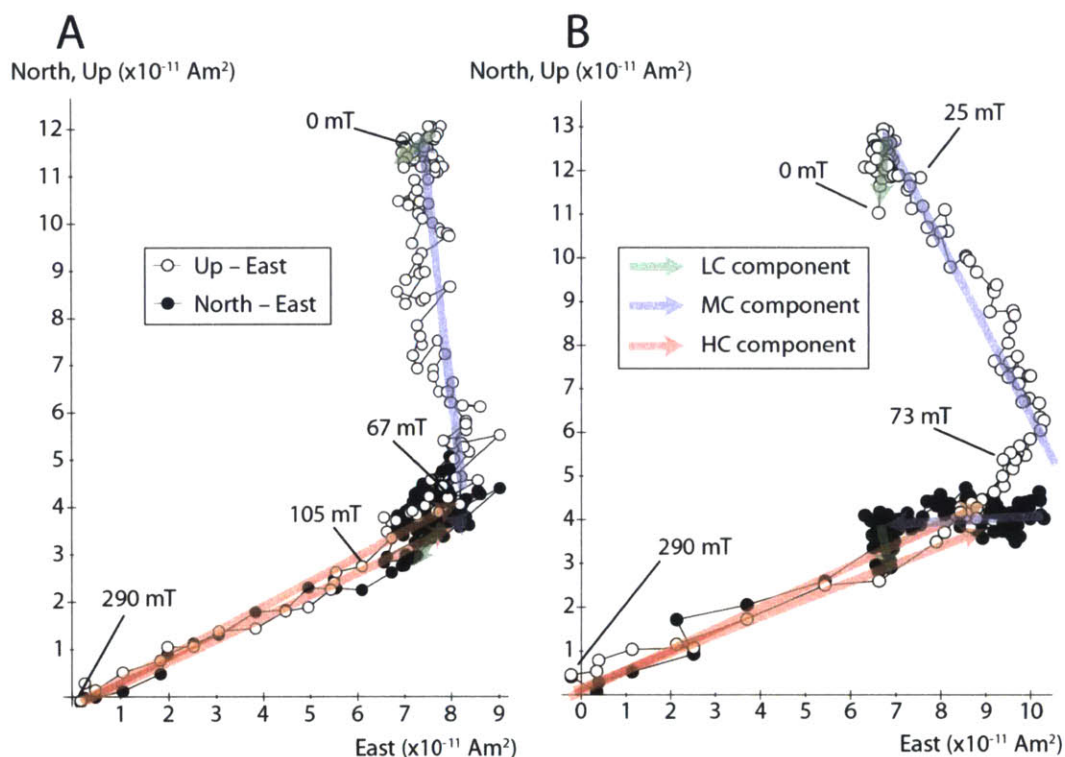 A
North, Up (x10⁻¹¹ Am²)
12
11
10
9
8
7
6
5
4
3
2
1
0 mT
Up – East
North – East
67 mT
105 mT
290 mT
1
2
3
4
5
6
7
8
9
East (x10⁻¹¹ Am²)
B
North, Up (x10⁻¹¹ Am²)
13
12
11
10
9
8
7
6
5
4
3
2
1
25 mT
0 mT
LC component
MC component
HC component
73 mT
290 mT
0
1
2
3
4
5
6
7
8
9
10
East (x10⁻¹¹ Am²)